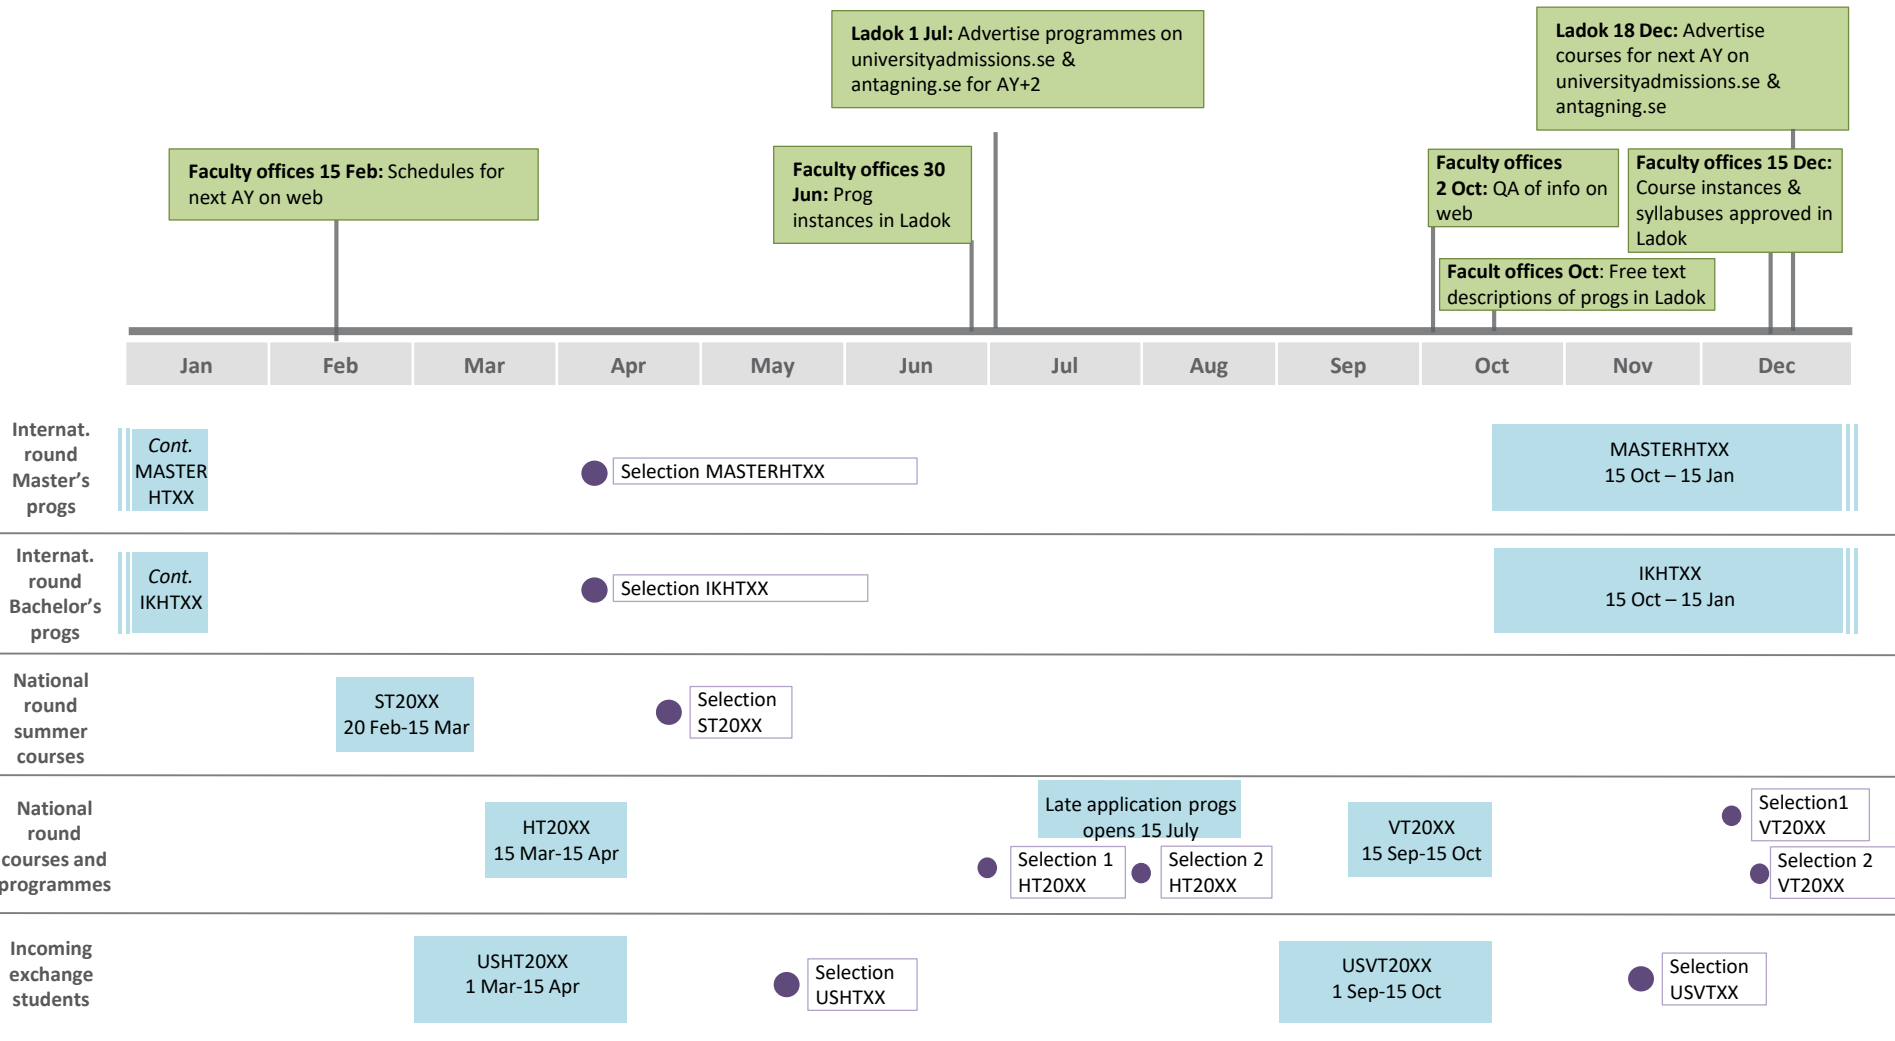 Ladok 1 Jul: Advertise programmes on
universityadmissions.se &
antagning.se for AY+2
Ladok 18 Dec: Advertise
courses for next AY on
universityadmissions.se &
antagning.se
Faculty offices 15 Feb: Schedules for
next AY on web
Faculty offices 30
Jun: Prog
instances in Ladok
Faculty offices
2 Oct: QA of info on
web
Faculty offices 15 Dec:
Course instances &
syllabuses approved in
Ladok
Facult offices Oct: Free text
descriptions of progs in Ladok
Jan
Feb
Mar
Apr
May
Jun
Jul
Aug
Sep
Oct
Nov
Dec
Internat.
round
Master's
progs
Cont.
MASTER
HTXX
Selection MASTERHTXX
MASTERHTXX
15 Oct – 15 Jan
Internat.
round
Bachelor's
progs
Cont.
IKHTXX
Selection IKHTXX
IKHTXX
15 Oct – 15 Jan
National
round
summer
courses
ST20XX
20 Feb-15 Mar
Selection
ST20XX
National
round
courses and
programmes
HT20XX
15 Mar-15 Apr
Late application progs
opens 15 July
Selection 1
HT20XX
Selection 2
HT20XX
VT20XX
15 Sep-15 Oct
Selection1
VT20XX
Selection 2
VT20XX
Incoming
exchange
students
USHT20XX
1 Mar-15 Apr
Selection
USHTXX
USVT20XX
1 Sep-15 Oct
Selection
USVTXX